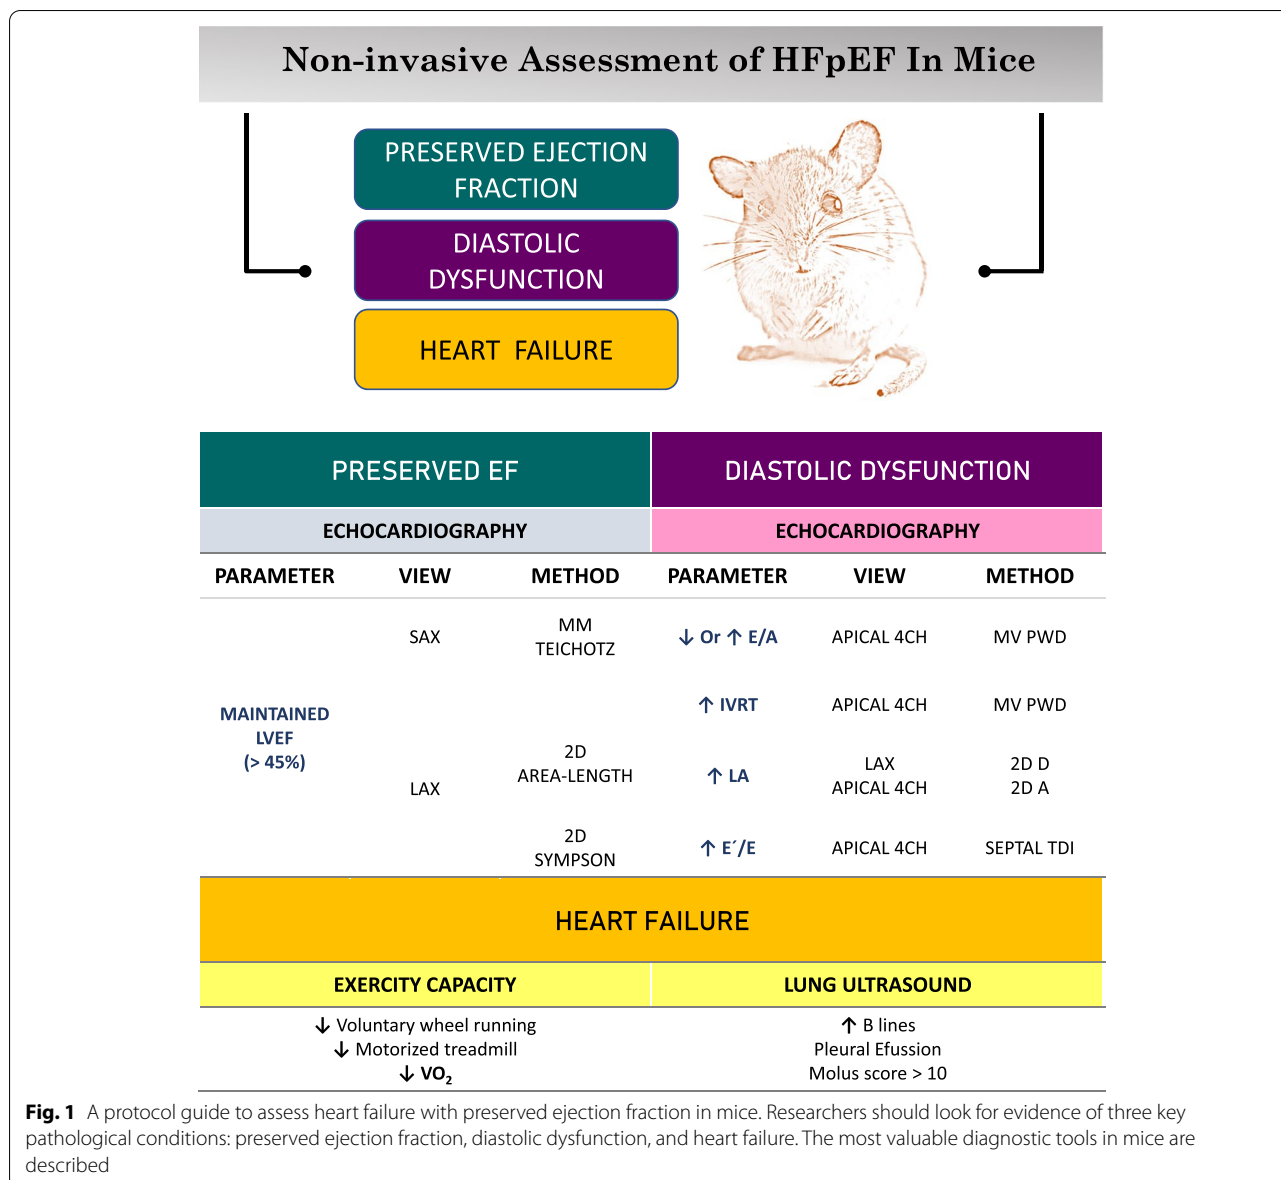 Non-invasive Assessment of HFpEF In Mice
PRESERVED EJECTION
FRACTION
DIASTOLIC
DYSFUNCTION
HEART FAILURE
PRESERVED EF
DIASTOLIC DYSFUNCTION
ECHOCARDIOGRAPHY
ECHOCARDIOGRAPHY
PARAMETER VIEW METHOD PARAMETER VIEW METHOD
MAINTAINED
LVEF
(> 45%)
SAX
MM
TEICHOTZ
LAX
2D
AREA-LENGTH
2D
SYMPSON
↓ Or ↑ E/A APICAL 4CH MV PWD
↑ IVRT APICAL 4CH MV PWD
↑ LA
LAX
APICAL 4CH
2D D
2D A
↑ E´/E APICAL 4CH SEPTAL TDI
HEART FAILURE
EXERCITY CAPACITY
↓ Voluntary wheel running
↓ Motorized treadmill
↓ VO₂
LUNG ULTRASOUND
↑ B lines
Pleural Efussion
Molus score > 10
Fig. 1 A protocol guide to assess heart failure with preserved ejection fraction in mice. Researchers should look for evidence of three key
pathological conditions: preserved ejection fraction, diastolic dysfunction, and heart failure. The most valuable diagnostic tools in mice are
described